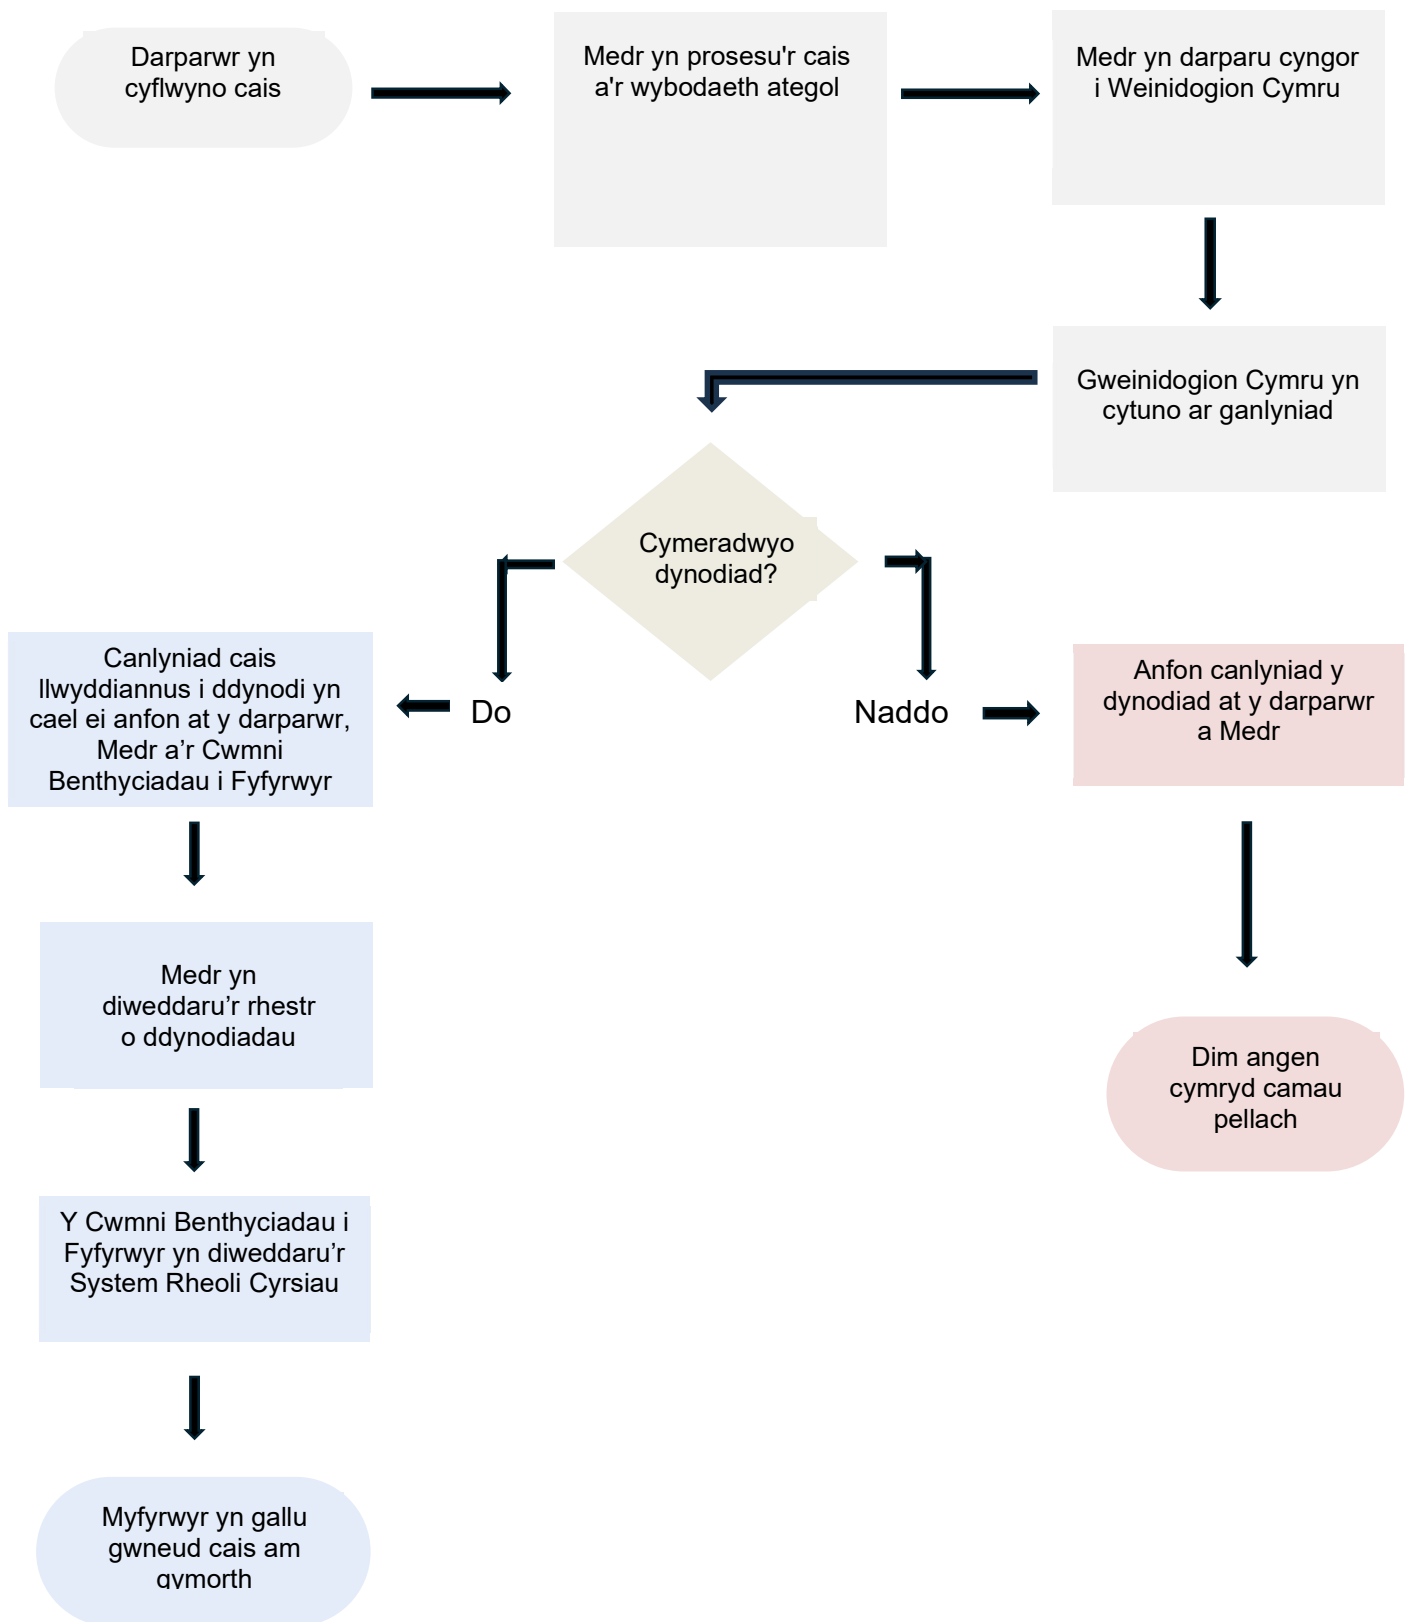 Darparwr yn
cyflwyno cais
Medr yn prosesu'r cais
a'r wybodaeth ategol
Medr yn darparu cyngor
i Weinidogion Cymru
Gweinidogion Cymru yn
cytuno ar ganlyniad
Cymeradwyo
dynodiad?
Do
Naddo
Canlyniad cais
llwyddiannus i ddynodi yn
cael ei anfon at y darparwr,
Medr a’r Cwmni
Benthyciadau i Fyfyrwyr
Anfon canlyniad y
dynodiad at y darparwr
a Medr
Medr yn
diweddaru’r rhestr
o ddynodiadau
Dim angen
cymryd camau
pellach
Y Cwmni Benthyciadau i
Fyfyrwyr yn diweddaru’r
System Rheoli Cyrsiau
Myfyrwyr yn gallu
gwneud cais am
gymorth